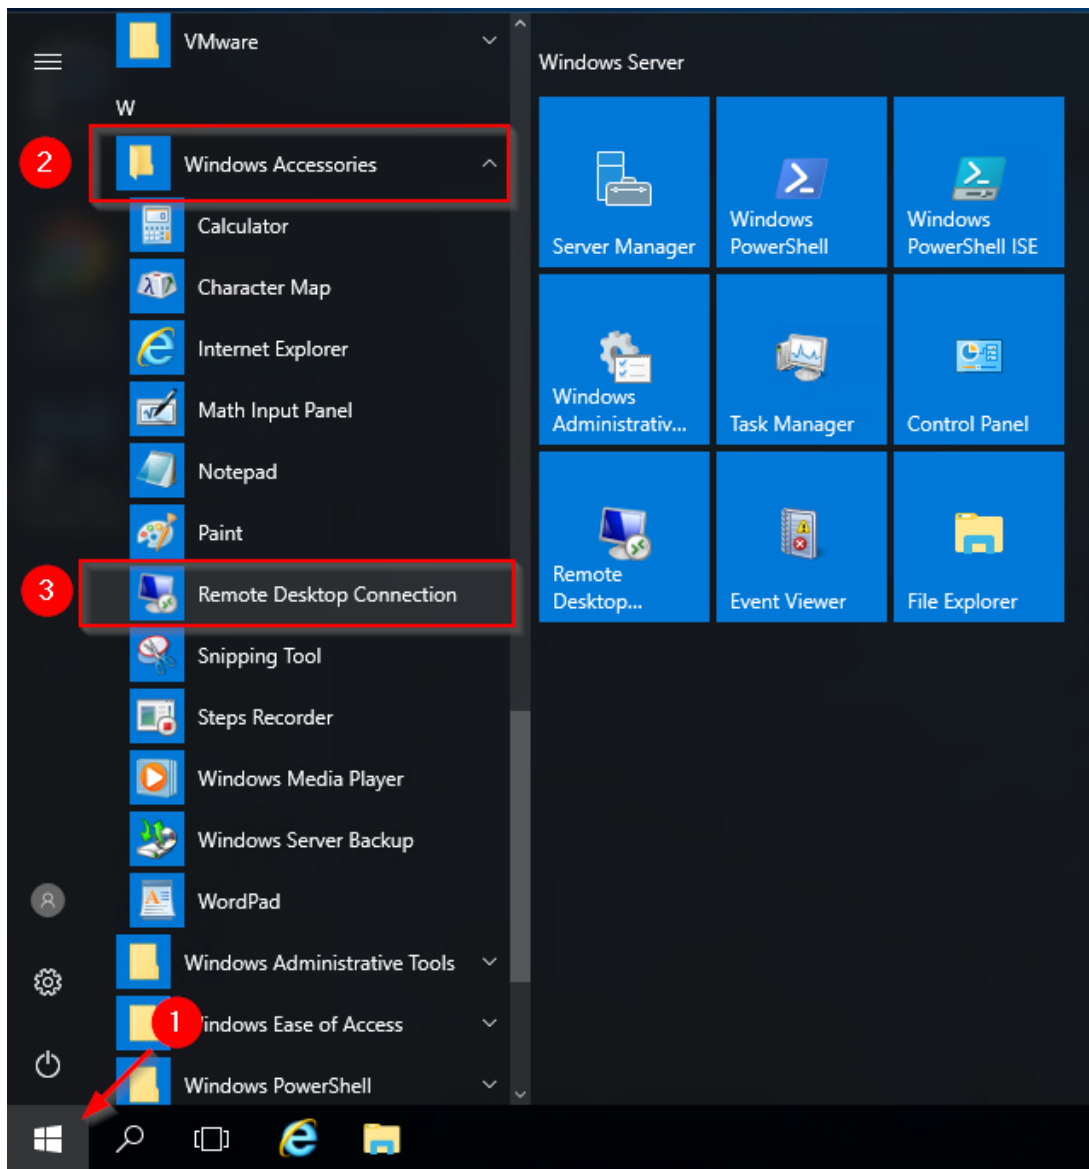 VMware
W
2
Windows Accessories
Calculator
Character Map
Internet Explorer
Math Input Panel
Notepad
Paint
3
Remote Desktop Connection
Snipping Tool
Steps Recorder
Windows Media Player
Windows Server Backup
WordPad
Windows Administrative Tools
1
indows Ease of Access
Windows PowerShell
Windows Server
Server Manager
Windows
PowerShell
Windows
PowerShell ISE
Windows
Administrativ...
Task Manager
Control Panel
Remote
Desktop...
Event Viewer
File Explorer